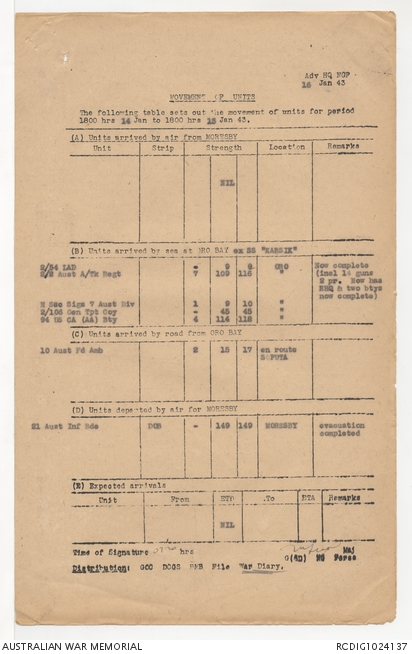 Adv HQ NGF
16 Jan 43
MOVEMENT OF UNITS
The following table sets out the movement of units for period
1800 hrs 14 Jan to 1800 hrs 15 Jan 43.
(A) Units arrived by air from MORESBY
Unit Strip Strength Location Remarks
NIL
(B) Units arrived by sea at ORO BAY ex SS "KARSIK"
2/54 LAD - 9 9 ORO Now complete
2/2 Aust A/Tk Regt 7 109 116 " (incl 14 guns
2 pr. Now has
RHQ & two btys
now complete)
E Sec Sigs 7 Aust Div 1 9 10 "
2/166 Gen Tpt Coy - 45 45 "
94 US CA (AA) Bty 4 114 118 "
(C) Units arrived by road from ORO BAY
10 Aust Fd Amb 2 15 17 en route
SOPUTA
(D) Units departed by air for MORESBY
21 Aust Inf Bde DOB - 149 149 MORESBY evacuation
completed
(E) Expected arrivals
Unit From ETD To DTA Remarks
NIL
Time of Signature hrs Maj
G(SD) NG Force
Distribution: GOC DOGS File War Diary.
AUSTRALIAN WAR MEMORIAL RCDIG1024137